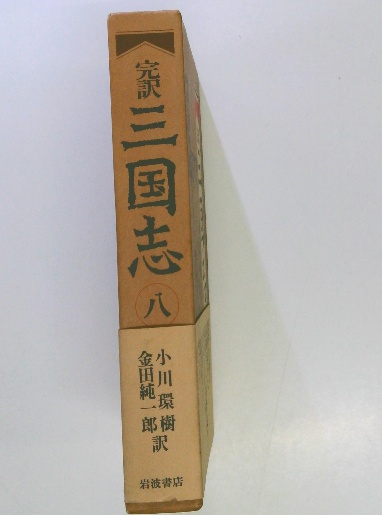 完訳
三国志
八
小川環樹
金田純一郎訳
岩波書店